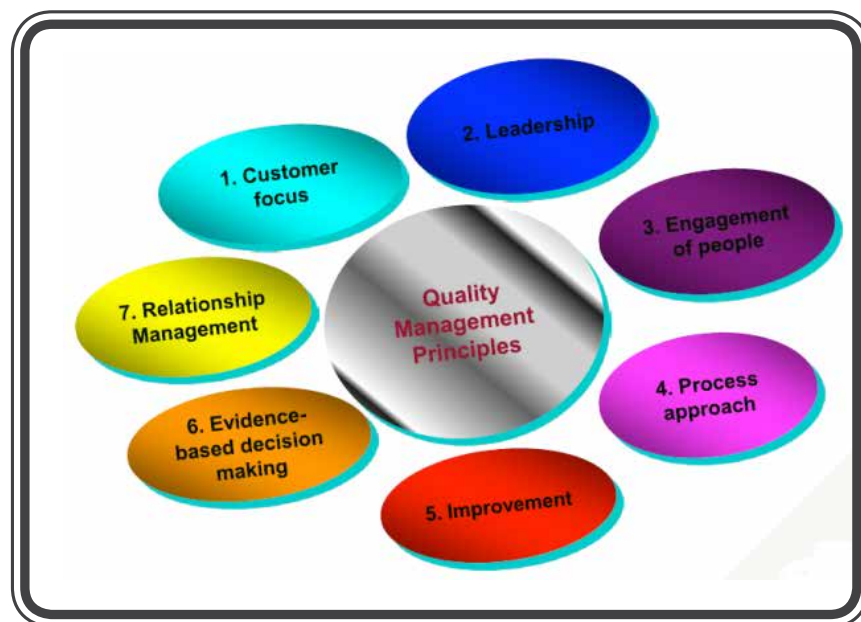 Quality
Management
Principles
1. Customer
focus
2. Leadership
3. Engagement
of people
4. Process
approach
5. Improvement
6. Evidence-
based decision
making
7. Relationship
Management